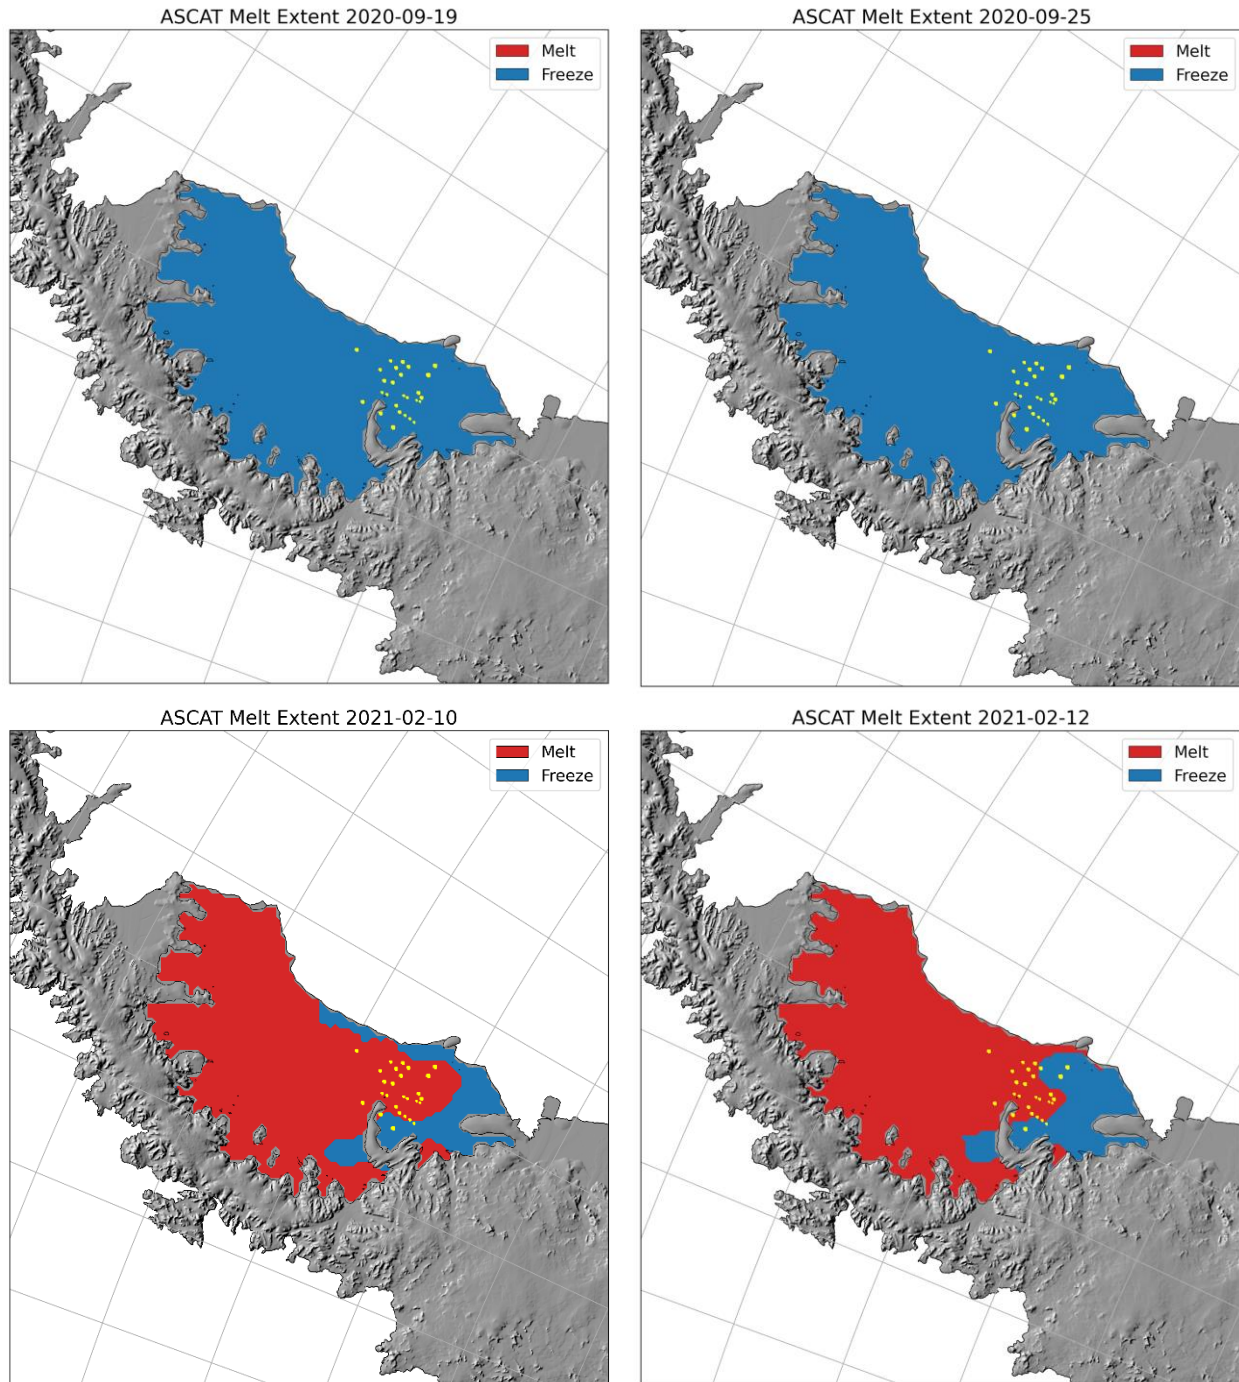 ASCAT Melt Extent 2020-09-19
Melt
Freeze
ASCAT Melt Extent 2020-09-25
Melt
Freeze
ASCAT Melt Extent 2021-02-10
Melt
Freeze
ASCAT Melt Extent 2021-02-12
Melt
Freeze